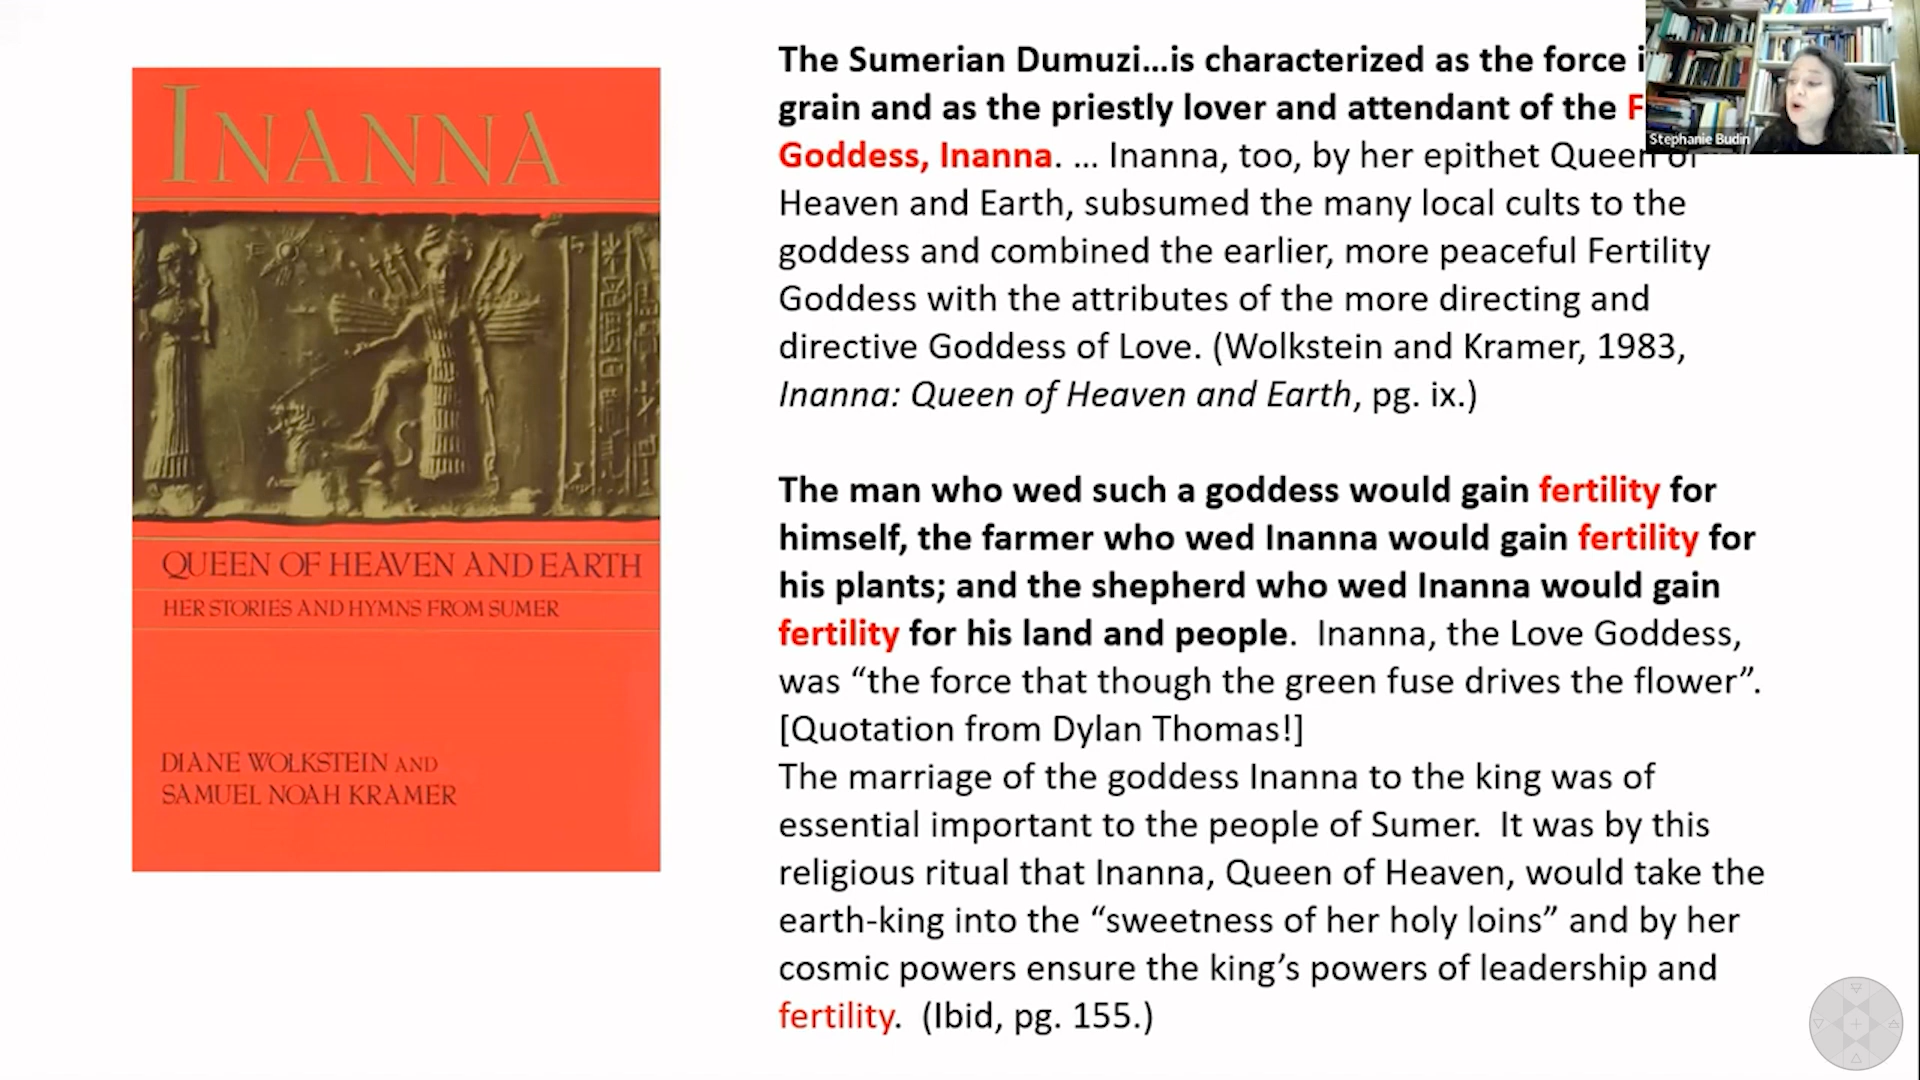 INANNA
QUEEN OF HEAVEN AND EARTH
HER STORIES AND HYMNS FROM SUMER
DIANE WOLKSTEIN AND
SAMUEL NOAH KRAMER
The Sumerian Dumuzi…is characterized as the force
grain and as the priestly lover and attendant of the
Goddess, Inanna. … Inanna, too, by her epithet Queen of
Heaven and Earth, subsumed the many local cults to the
goddess and combined the earlier, more peaceful Fertility
Goddess with the attributes of the more directing and
directive Goddess of Love. (Wolkstein and Kramer, 1983,
Inanna: Queen of Heaven and Earth, pg. ix.)
The man who wed such a goddess would gain fertility for
himself, the farmer who wed Inanna would gain fertility for
his plants; and the shepherd who wed Inanna would gain
fertility for his land and people.  Inanna, the Love Goddess,
was “the force that though the green fuse drives the flower”.
[Quotation from Dylan Thomas!]
The marriage of the goddess Inanna to the king was of
essential important to the people of Sumer.  It was by this
religious ritual that Inanna, Queen of Heaven, would take the
earth-king into the “sweetness of her holy loins” and by her
cosmic powers ensure the king’s powers of leadership and
fertility.  (Ibid, pg. 155.)
Stephanie Budin